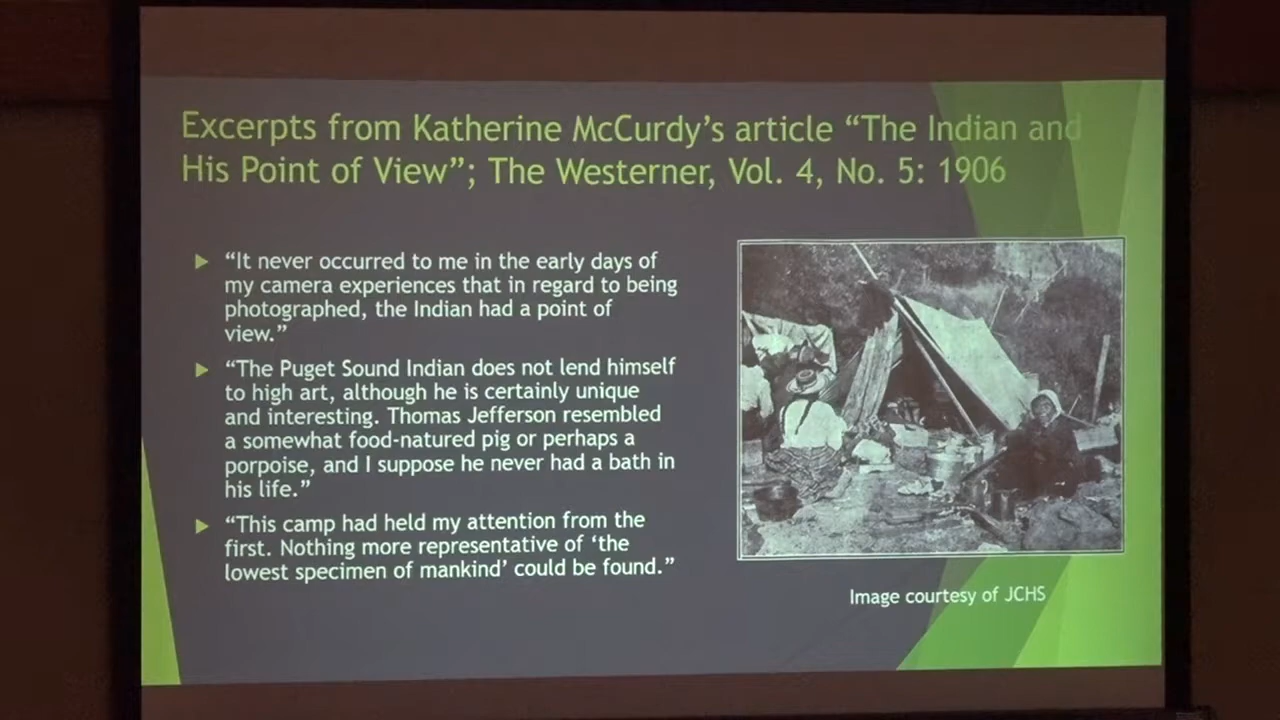 Excerpts from Katherine McCurdy’s article “The Indian and
His Point of View”; The Westerner, Vol. 4, No. 5: 1906
“It never occurred to me in the early days of
my camera experiences that in regard to being
photographed, the Indian had a point of
view.”
“The Puget Sound Indian does not lend himself
to high art, although he is certainly unique
and interesting. Thomas Jefferson resembled
a somewhat food-natured pig or perhaps a
porpoise, and I suppose he never had a bath in
his life.”
“This camp had held my attention from the
first. Nothing more representative of ‘the
lowest specimen of mankind’ could be found.”
Image courtesy of JCHS